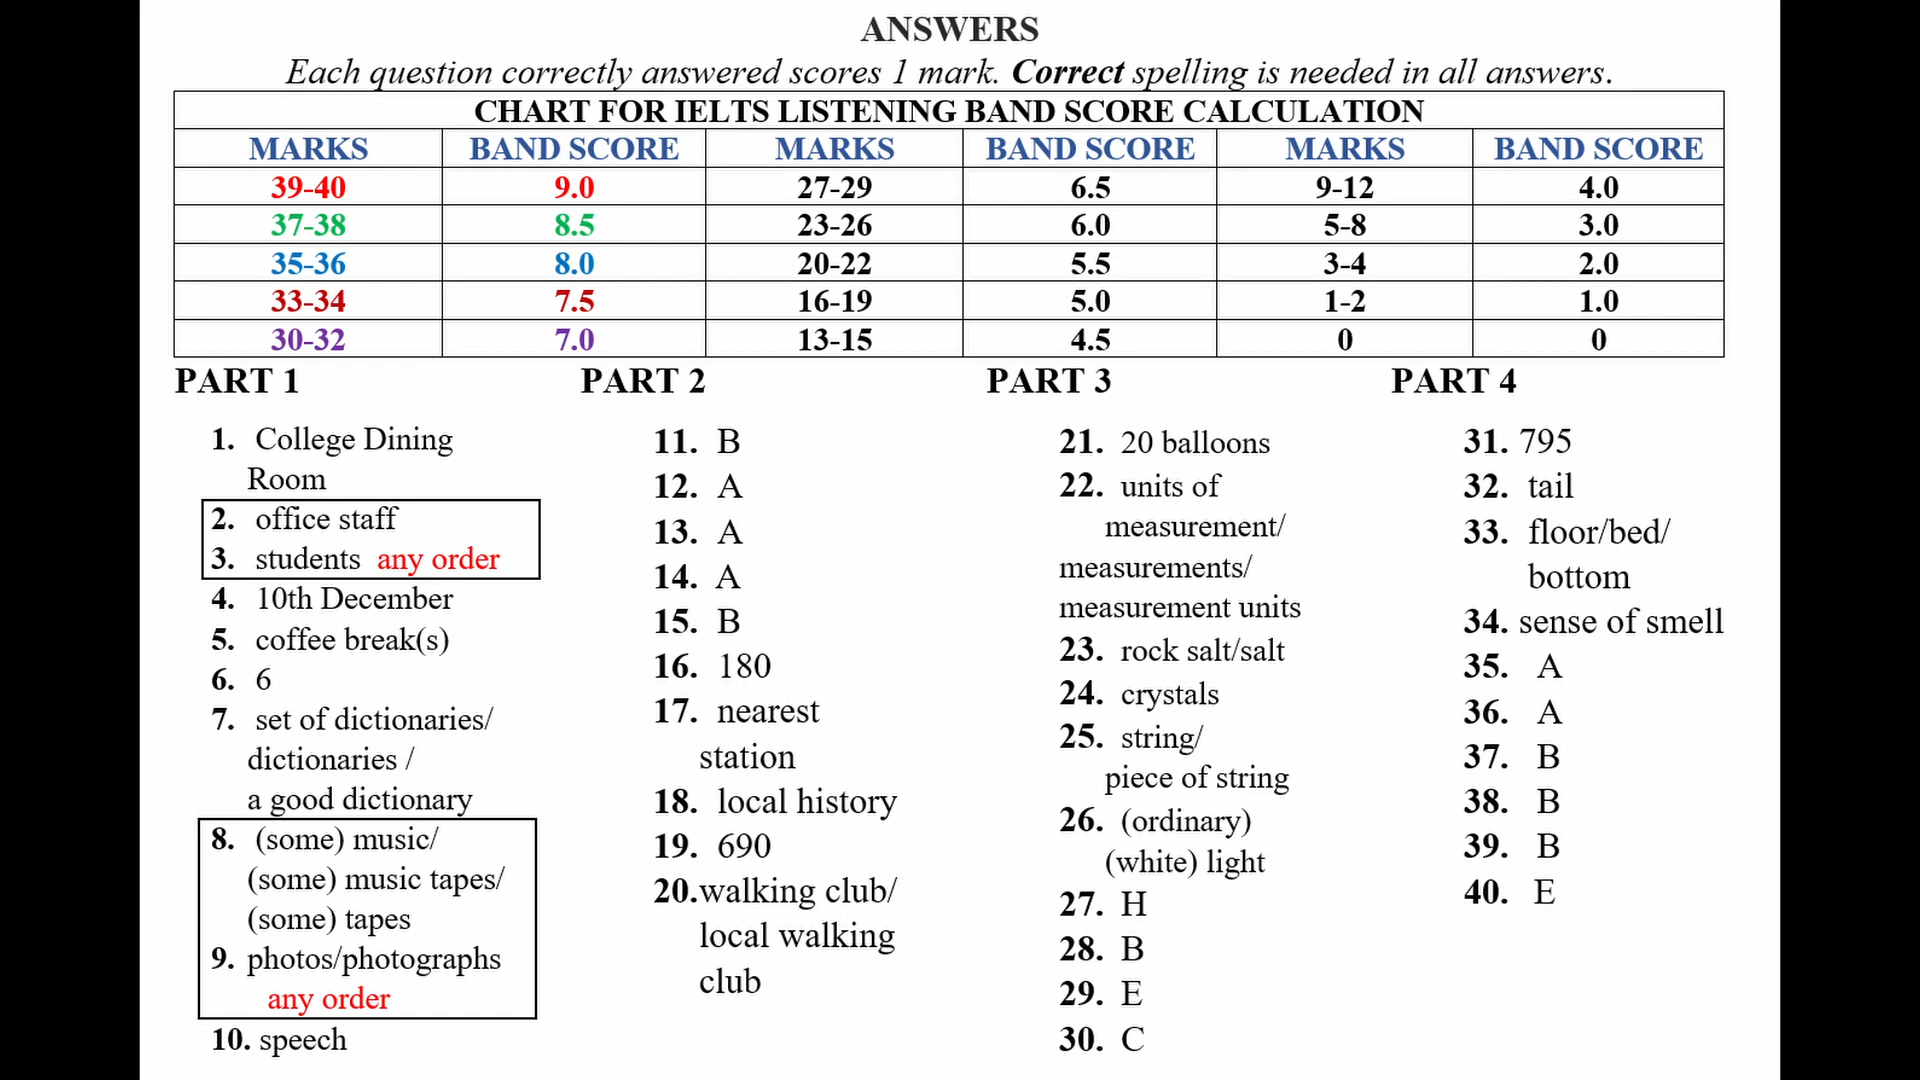 ANSWERS
Each question correctly answered scores 1 mark. Correct spelling is needed in all answers.
CHART FOR IELTS LISTENING BAND SCORE CALCULATION
MARKS BAND SCORE MARKS BAND SCORE MARKS BAND SCORE
39-40 9.0 27-29 6.5 9-12 4.0
37-38 8.5 23-26 6.0 5-8 3.0
35-36 8.0 20-22 5.5 3-4 2.0
33-34 7.5 16-19 5.0 1-2 1.0
30-32 7.0 13-15 4.5 0 0
PART 1
1. College Dining
Room
2. office staff
3. students any order
4. 10th December
5. coffee break(s)
6. 6
7. set of dictionaries/
dictionaries /
a good dictionary
8. (some) music/
(some) music tapes/
(some) tapes
9. photos/photographs
any order
10. speech
PART 2
11. B
12. A
13. A
14. A
15. B
16. 180
17. nearest
station
18. local history
19. 690
20. walking club/
local walking
club
PART 3
21. 20 balloons
22. units of
measurement/
measurements/
measurement units
23. rock salt/salt
24. crystals
25. string/
piece of string
26. (ordinary)
(white) light
27. H
28. B
29. E
30. C
PART 4
31. 795
32. tail
33. floor/bed/
bottom
34. sense of smell
35. A
36. A
37. B
38. B
39. B
40. E